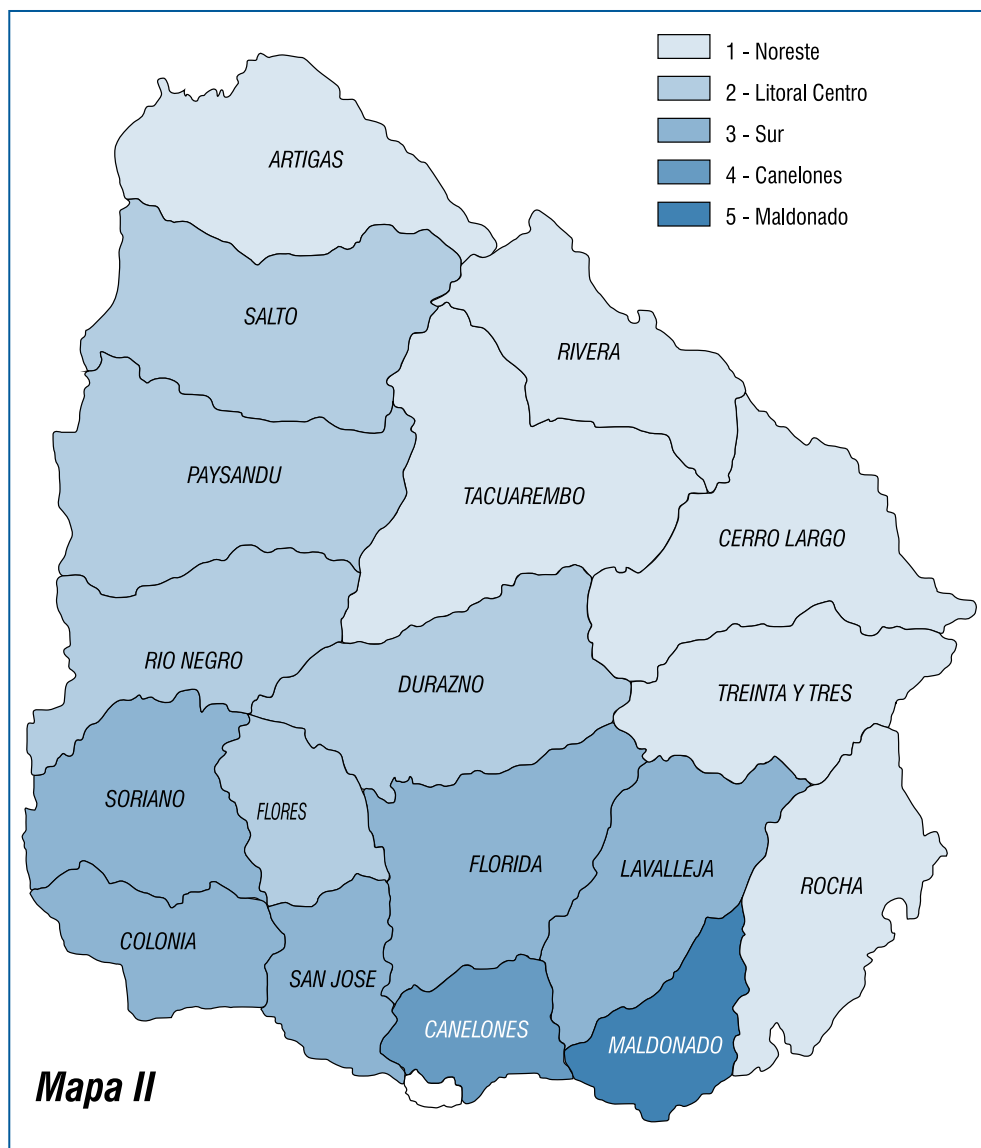 1 - Noreste
2 - Litoral Centro
3 - Sur
4 - Canelones
5 - Maldonado
ARTIGAS
SALTO
RIVERA
PAYSANDU
TACUAREMBO
CERRO LARGO
RIO NEGRO
DURAZNO
TREINTA Y TRES
SORIANO
FLORES
FLORIDA
LAVALLEJA
ROCHA
COLONIA
SAN JOSE
CANELONES
MALDONADO
Mapa II